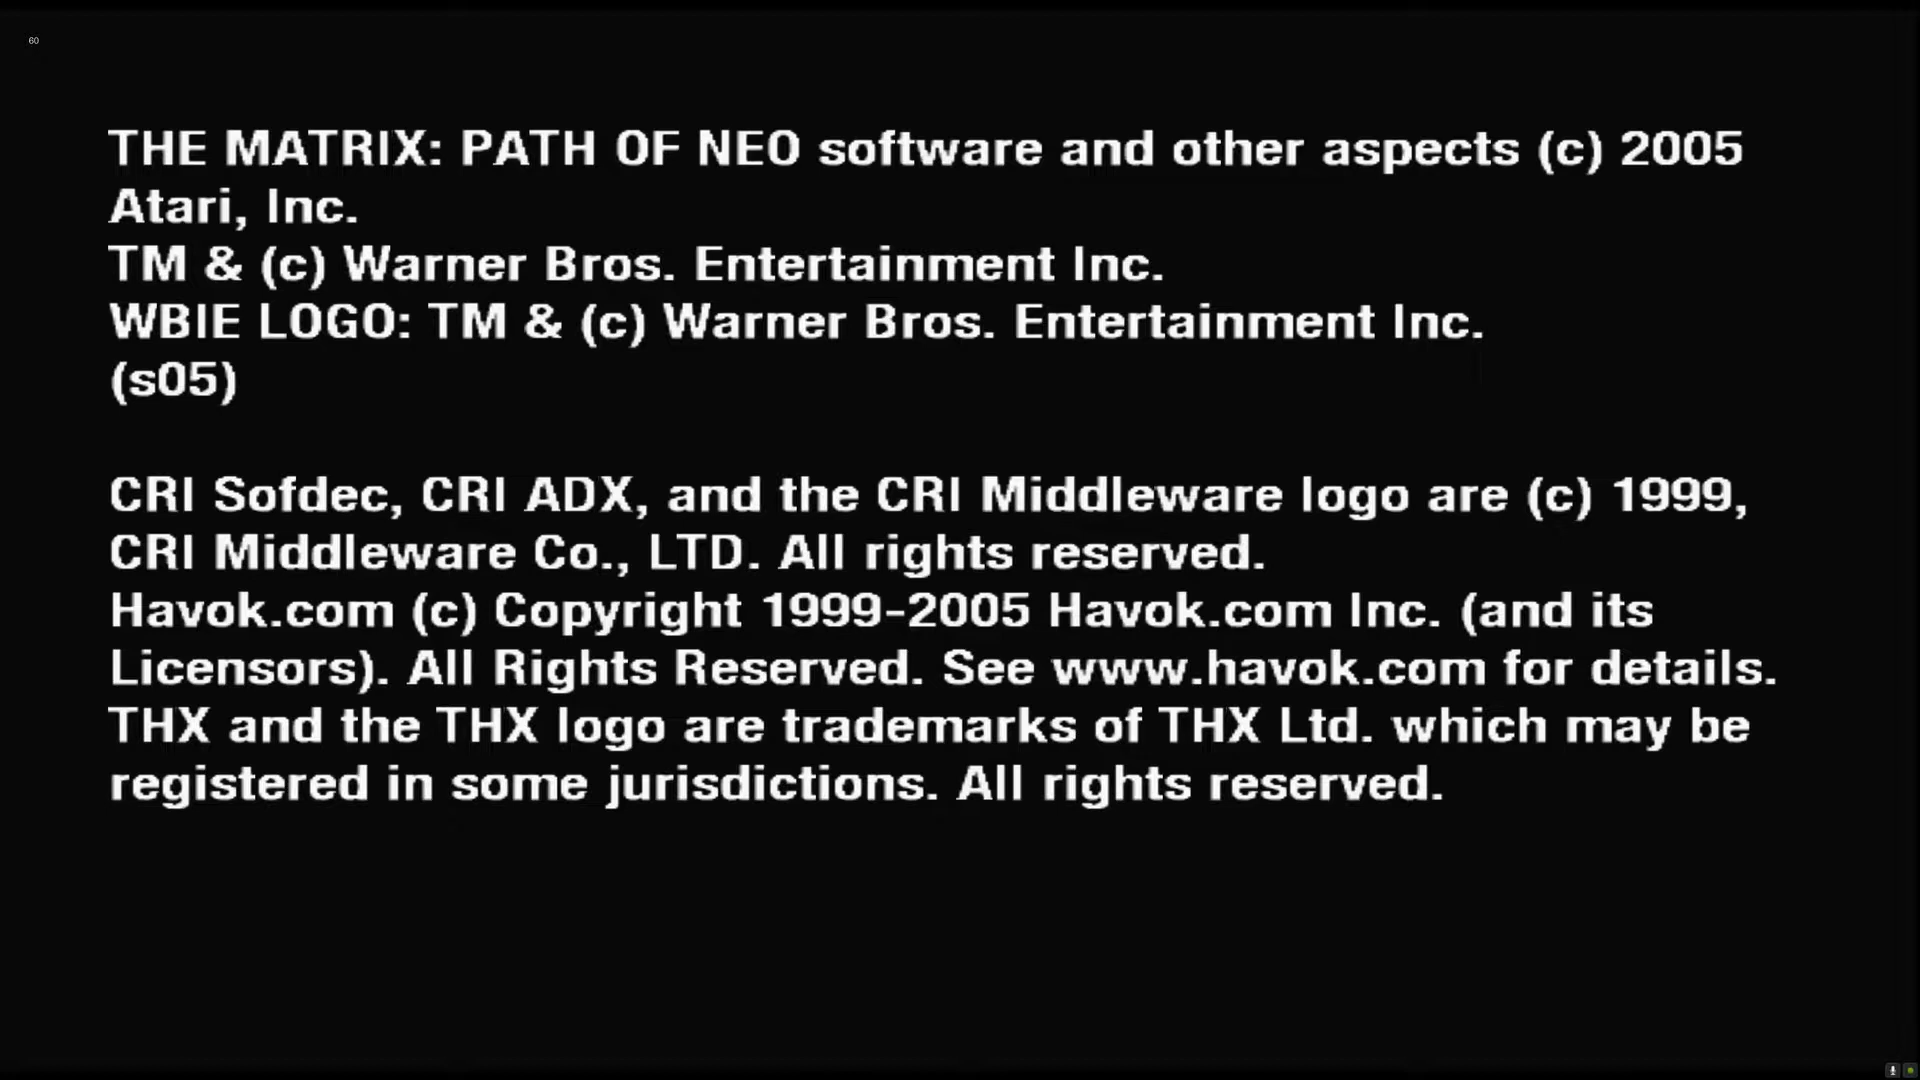 60
THE MATRIX: PATH OF NEO software and other aspects (c) 2005
Atari, Inc.
TM & (c) Warner Bros. Entertainment Inc.
WBIE LOGO: TM & (c) Warner Bros. Entertainment Inc.
(s05)
CRI Sofdec, CRI ADX, and the CRI Middleware logo are (c) 1999,
CRI Middleware Co., LTD. All rights reserved.
Havok.com (c) Copyright 1999-2005 Havok.com Inc. (and its
Licensors). All Rights Reserved. See www.havok.com for details.
THX and the THX logo are trademarks of THX Ltd. which may be
registered in some jurisdictions. All rights reserved.